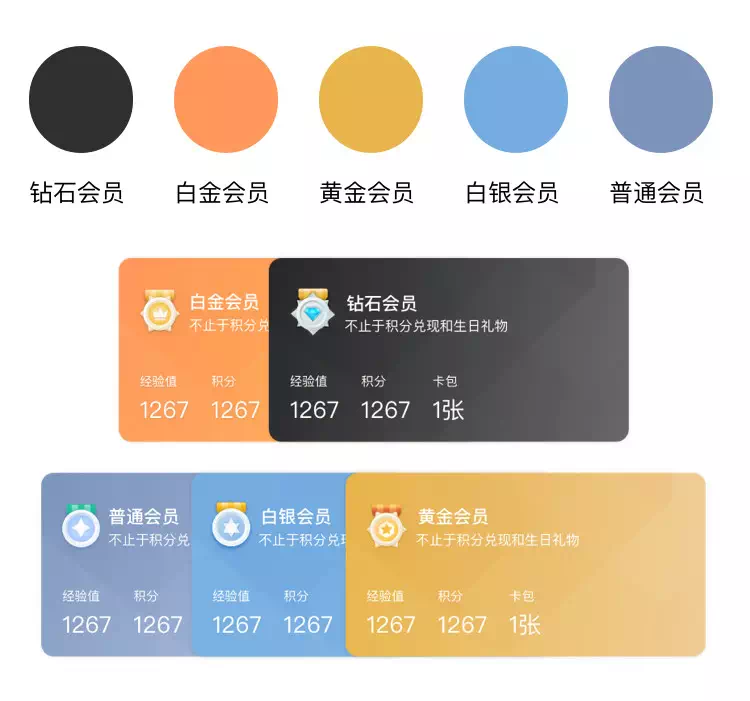 钻石会员 白金会员 黄金会员 白银会员 普通会员
白金会员
不止于积分兑
经验值 积分
1267 1267
钻石会员
不止于积分兑现和生日礼物
经验值 积分 卡包
1267 1267 1张
普通会员
不止于积分兑
经验值 积分
1267 1267
白银会员
不止于积分兑现
经验值 积分
1267 1267
黄金会员
不止于积分兑现和生日礼物
经验值 积分 卡包
1267 1267 1张